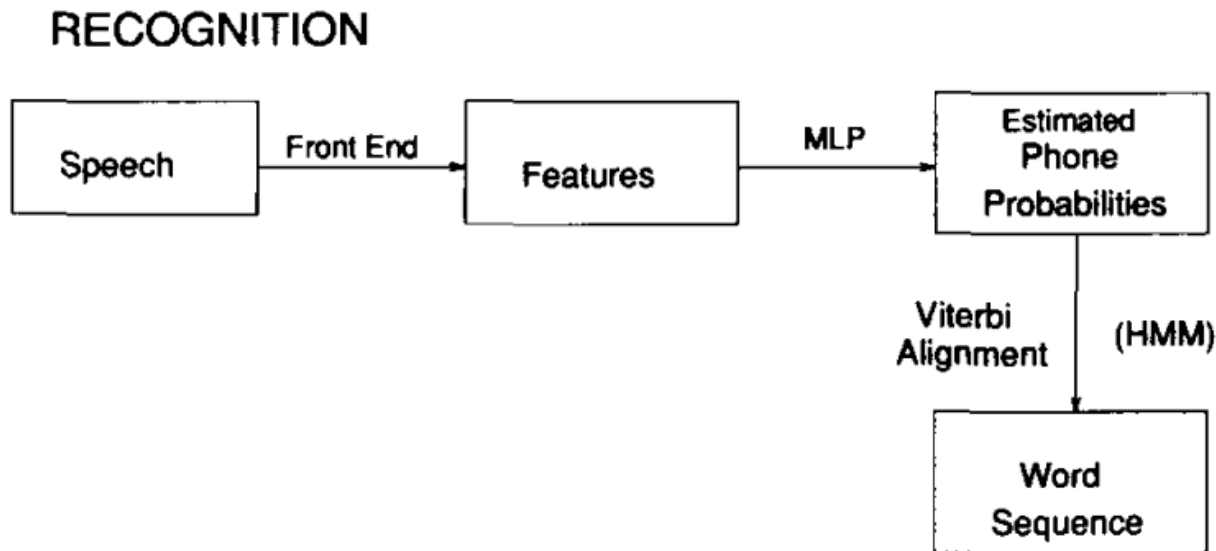 RECOGNITION
Speech
Front End
Features
MLP
Estimated
Phone
Probabilities
Viterbi
Alignment
(HMM)
Word
Sequence